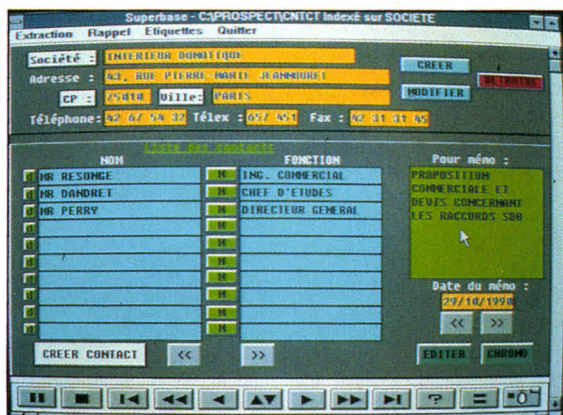 Superbase - C:\PROSPECT\CNTCT Indexé sur SOCIETE
Extraction Rappel Etiquettes Quitter
Société : INTERIEUR DOMOTIQUE
Adresse : 43, RUE PIERRE MARIE JEANMOURET
CREER
DETRUIRE
CP : 75010 Ville: PARIS
MODIFIER
Téléphone: 42 67 54 32 Télex : 657 451 Fax : 42 31 31 45
Liste des contacts
NOM FONCTION Pour mémo :
d MR RESONGE M ING. COMMERCIAL
d MR DANDRET M CHEF D'ETUDES
d MR PERRY M DIRECTEUR GENERAL
d M
d M
d M
d M
d M
d M
d M
PROPOSITION
COMMERCIALE ET
DEVIS CONCERNANT
LES RACCORDS SDB
Date du mémo :
29/10/1990
<< >>
CREER CONTACT << >> EDITER CHRONO
? =